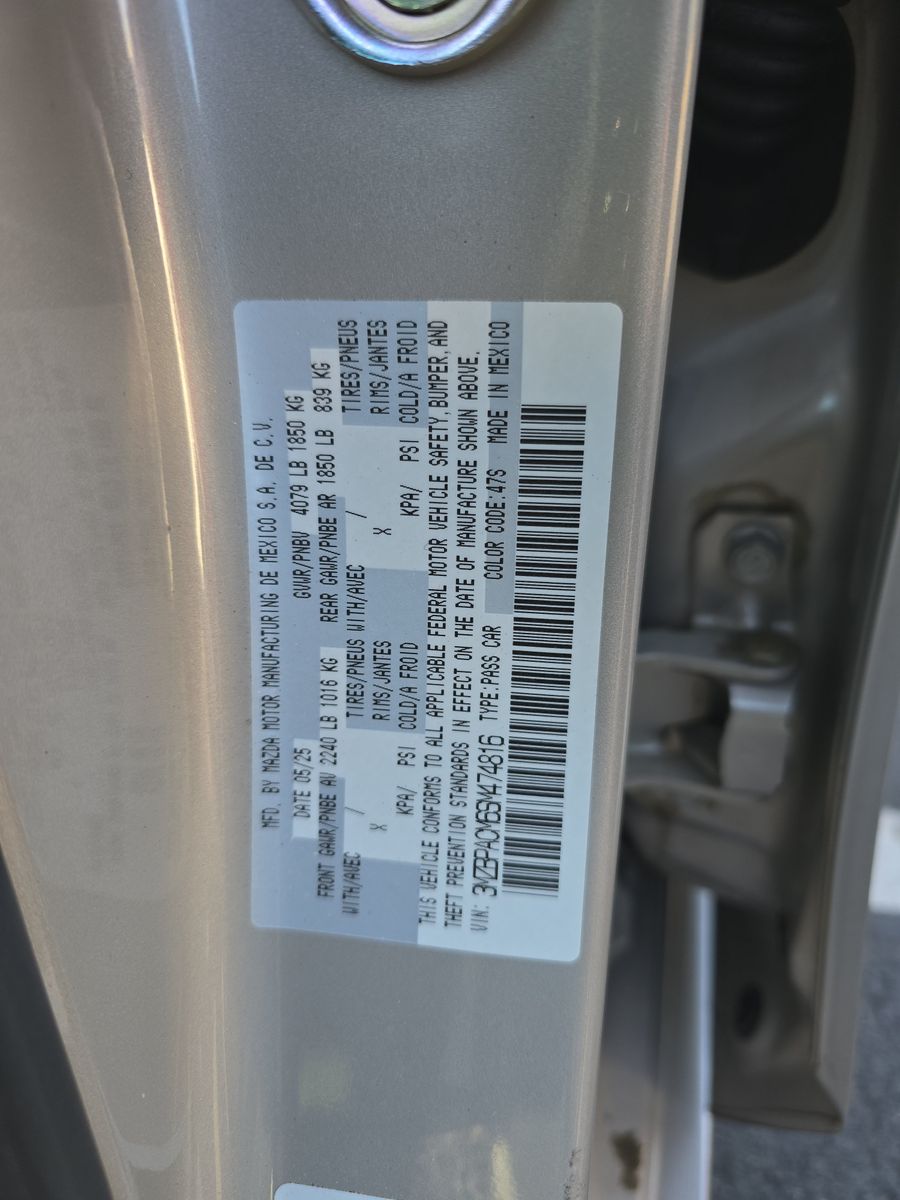 MFD. BY MAZDA MOTOR MANUFACTURING DE MEXICO S.A. DE C.V.
DATE 05/25 GVWR/PNBV 4079 LB 1850 KG
FRONT GAWR/PNBE AV 2240 LB 1016 KG REAR GAWR/PNBE AR 1850 LB 839 KG
WITH/AVEC / TIRES/PNEUS WITH/AVEC / TIRES/PNEUS
X RIMS/JANTES X RIMS/JANTES
KPA/ PSI COLD/A FROID KPA/ PSI COLD/A FROID
THIS VEHICLE CONFORMS TO ALL APPLICABLE FEDERAL MOTOR VEHICLE SAFETY, BUMPER, AND
THEFT PREVENTION STANDARDS IN EFFECT ON THE DATE OF MANUFACTURE SHOWN ABOVE.
VIN: 3MZBPACM6SM474816 TYPE:PASS CAR COLOR CODE:47S MADE IN MEXICO